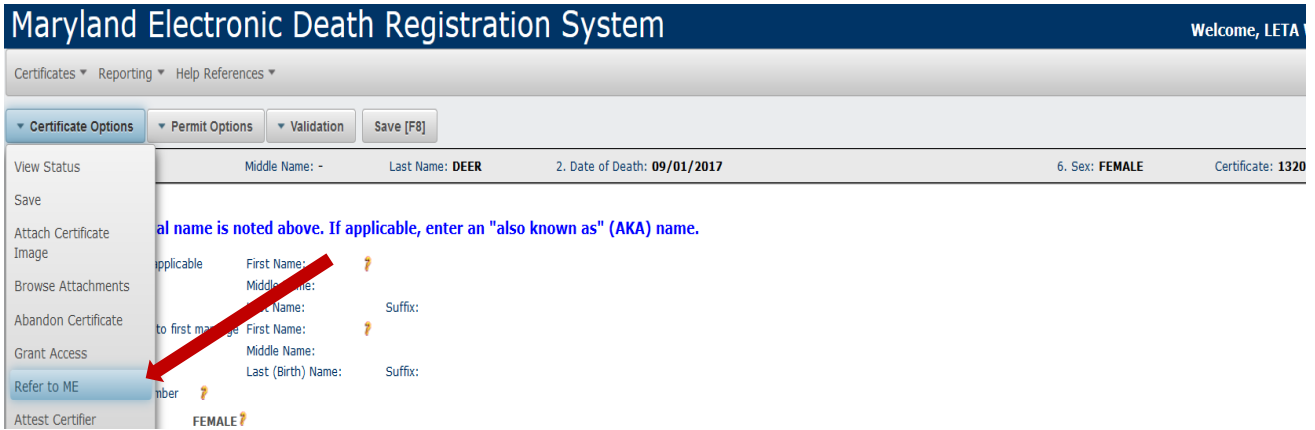 Maryland Electronic Death Registration System
Welcome, LETA
Certificates Reporting Help References
Certificate Options Permit Options Validation Save [F8]
View Status
Middle Name: - Last Name: DEER 2. Date of Death: 09/01/2017 6. Sex: FEMALE Certificate: 1320
Save
Attach Certificate Image
al name is noted above. If applicable, enter an "also known as" (AKA) name.
applicable First Name:
Browse Attachments
Middle Name:
Name: Suffix:
Abandon Certificate
to first First Name:
Grant Access
Middle Name:
Last (Birth) Name: Suffix:
Refer to ME
mber
Attest Certifier
FEMALE